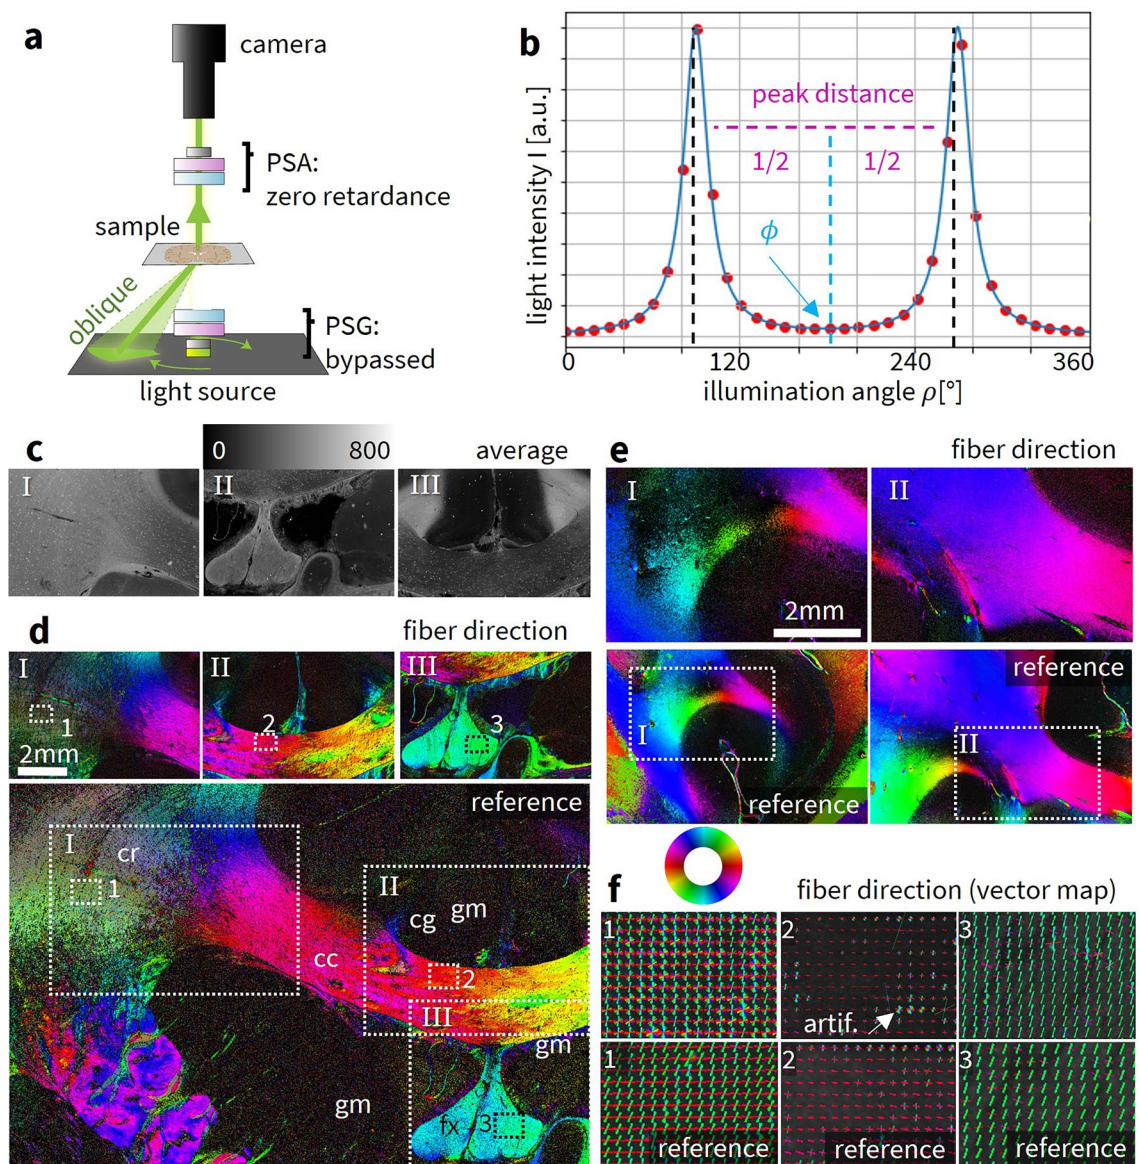 a
camera
PSA:
zero retardance
sample
oblique
PSG:
bypassed
light source
b
light intensity I [a.u.]
peak distance
1/2 1/2
ϕ
0 120 240 360
illumination angle ρ[°]
c
0 800
average
I II III
d
fiber direction
I II III
1 2 3
2mm
reference
I
cr
1
II
cg gm
cc
2
III
gm
gm
fx 3
e
fiber direction
I II
2mm
reference
I
II
reference
f
fiber direction (vector map)
1 2 3
artif.
1 2 3
reference reference reference